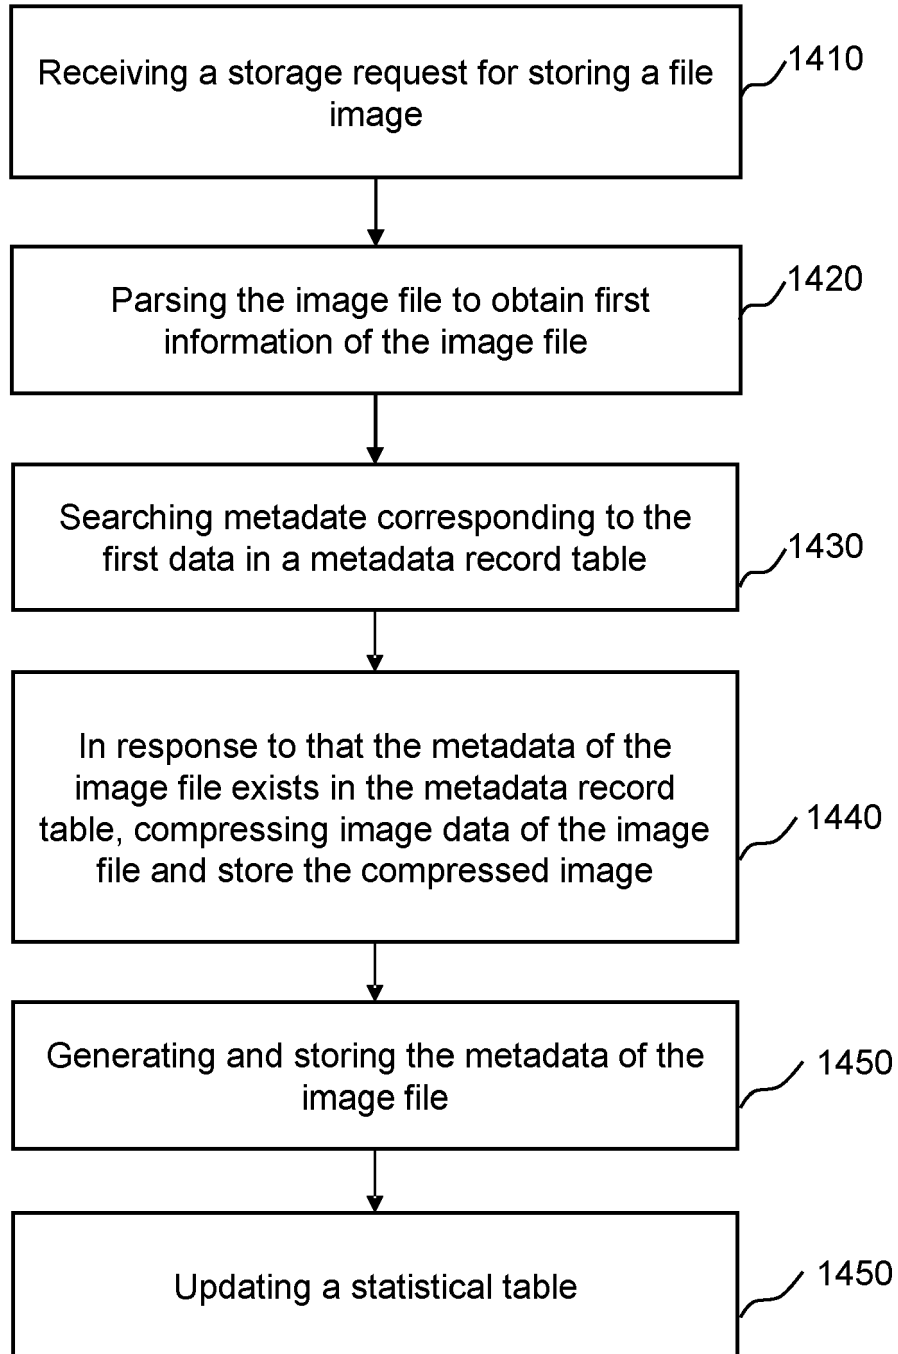 Receiving a storage request for storing a file
image
1410
Parsing the image file to obtain first
information of the image file
1420
Searching metadate corresponding to the
first data in a metadata record table
1430
In response to that the metadata of the
image file exists in the metadata record
table, compressing image data of the image
file and store the compressed image
1440
Generating and storing the metadata of the
image file
1450
Updating a statistical table
1450